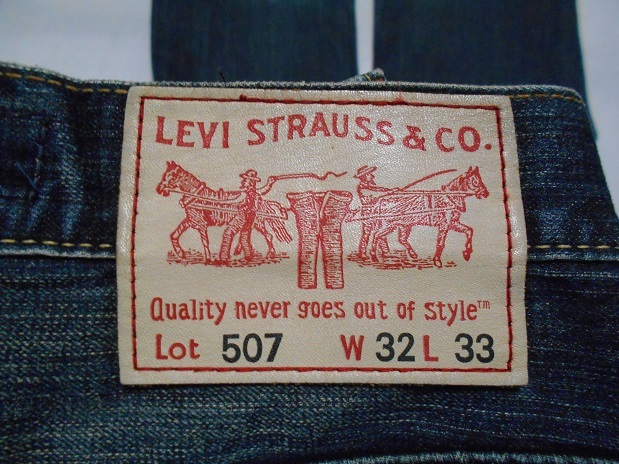 LEVI STRAUSS & CO.
Quality never goes out of style™
Lot 507 W 32 L 33